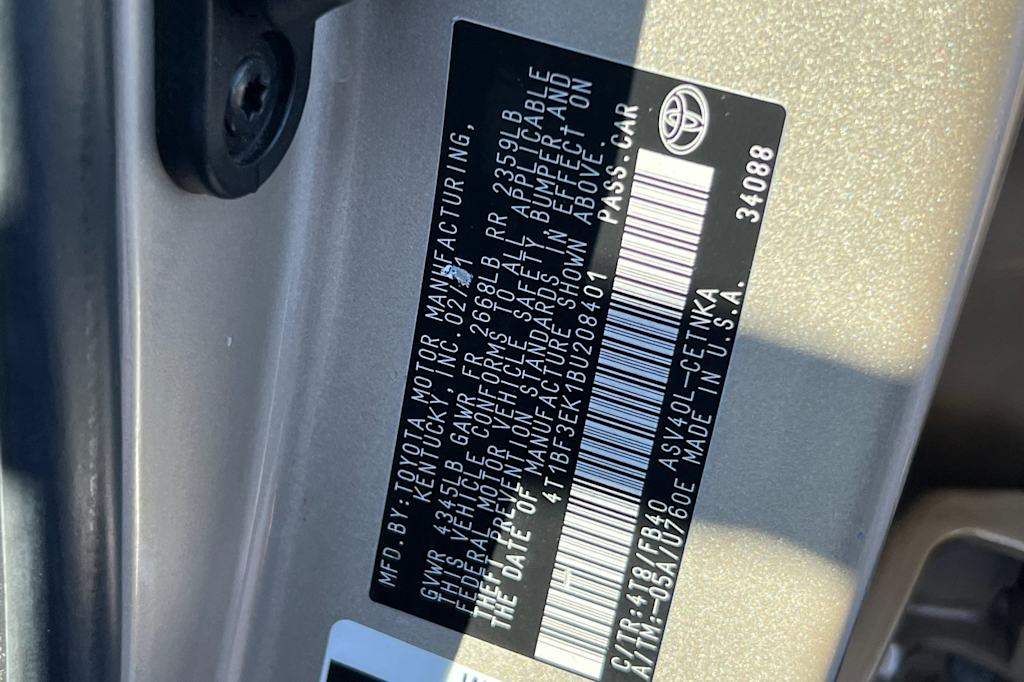 MFD.BY:TOYOTA MOTOR MANUFACTURING,
KENTUCKY, INC.
GVWR 4345LB GAWR FR 2668LB RR 2359LB
THIS VEHICLE CONFORMS TO ALL APPLICABLE
FEDERAL MOTOR VEHICLE SAFETY, BUMPER, AND
THEFT PREVENTION STANDARDS IN EFFECT ON
THE DATE OF MANUFACTURE SHOWN ABOVE.
4T1BF3EK1BU208401 PASS.CAR
C/TR:4T8/FB40 ASV40L-CETNKA
A/TM:-05A/U760E MADE IN U.S.A. 34088